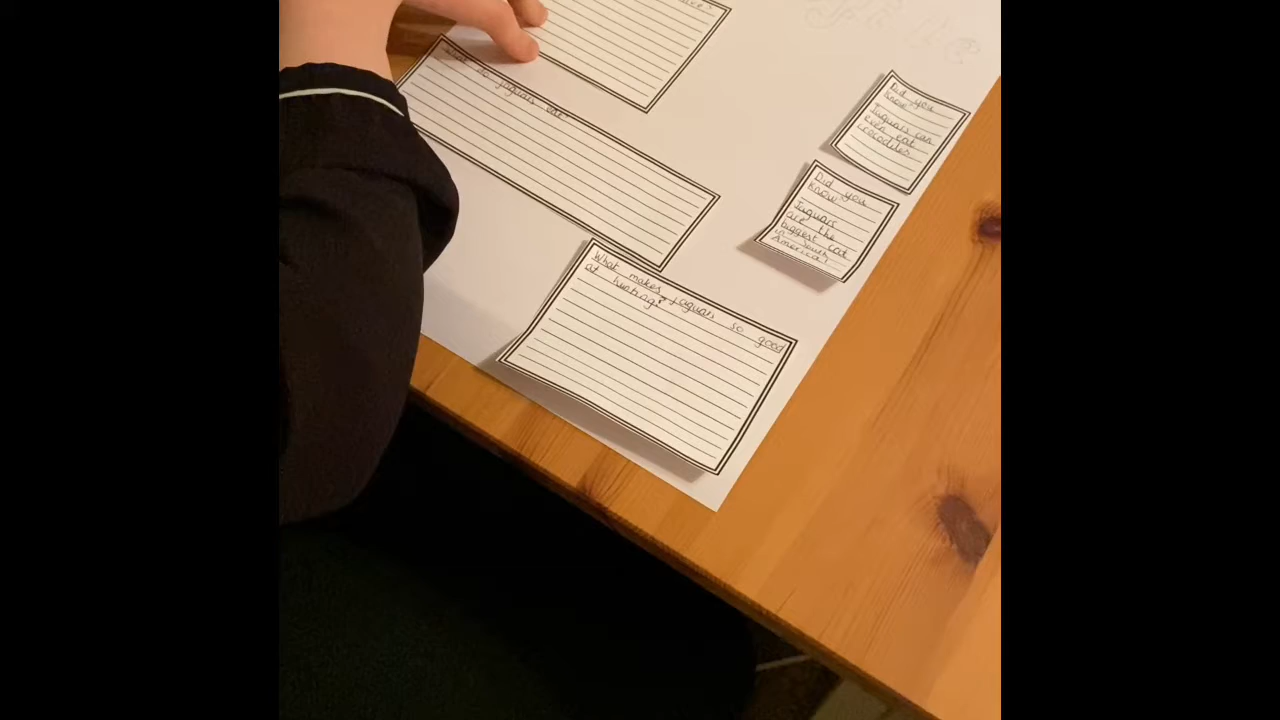 Did you
know?
Jaguars can
even eat
crocodiles
Did you
know?
Jaguars
are the
biggest cat
in South
America!
jaguars
What makes jaguars so good
at hunting?